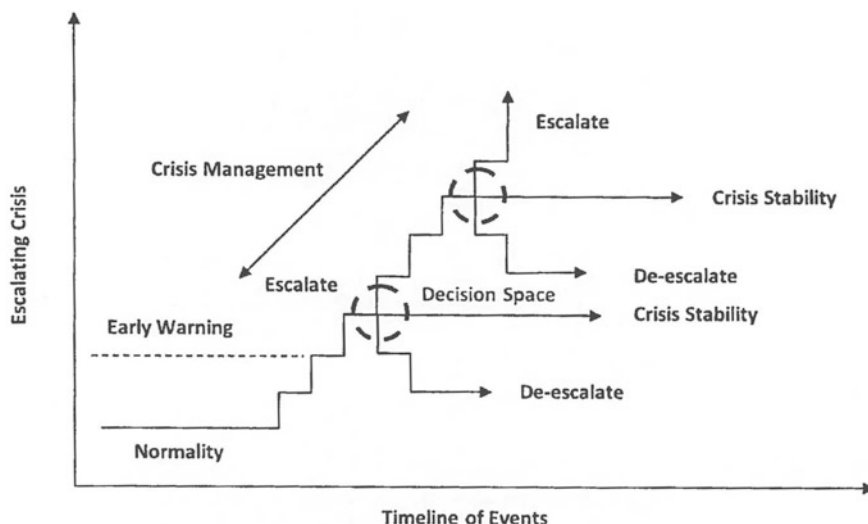 Escalate
Crisis Management
Crisis Stability
De-escalate
Escalate
Decision Space
Crisis Stability
Early Warning
De-escalate
Normality
Escalating Crisis
Timeline of Events